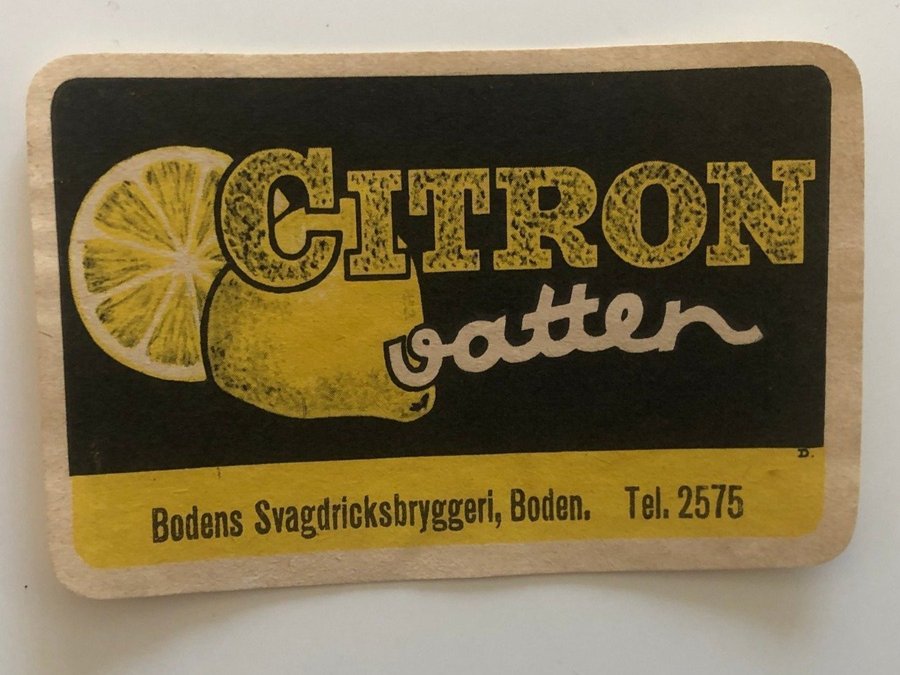 CITRON
vatten
D.
Bodens Svagdricksbryggeri, Boden. Tel. 2575